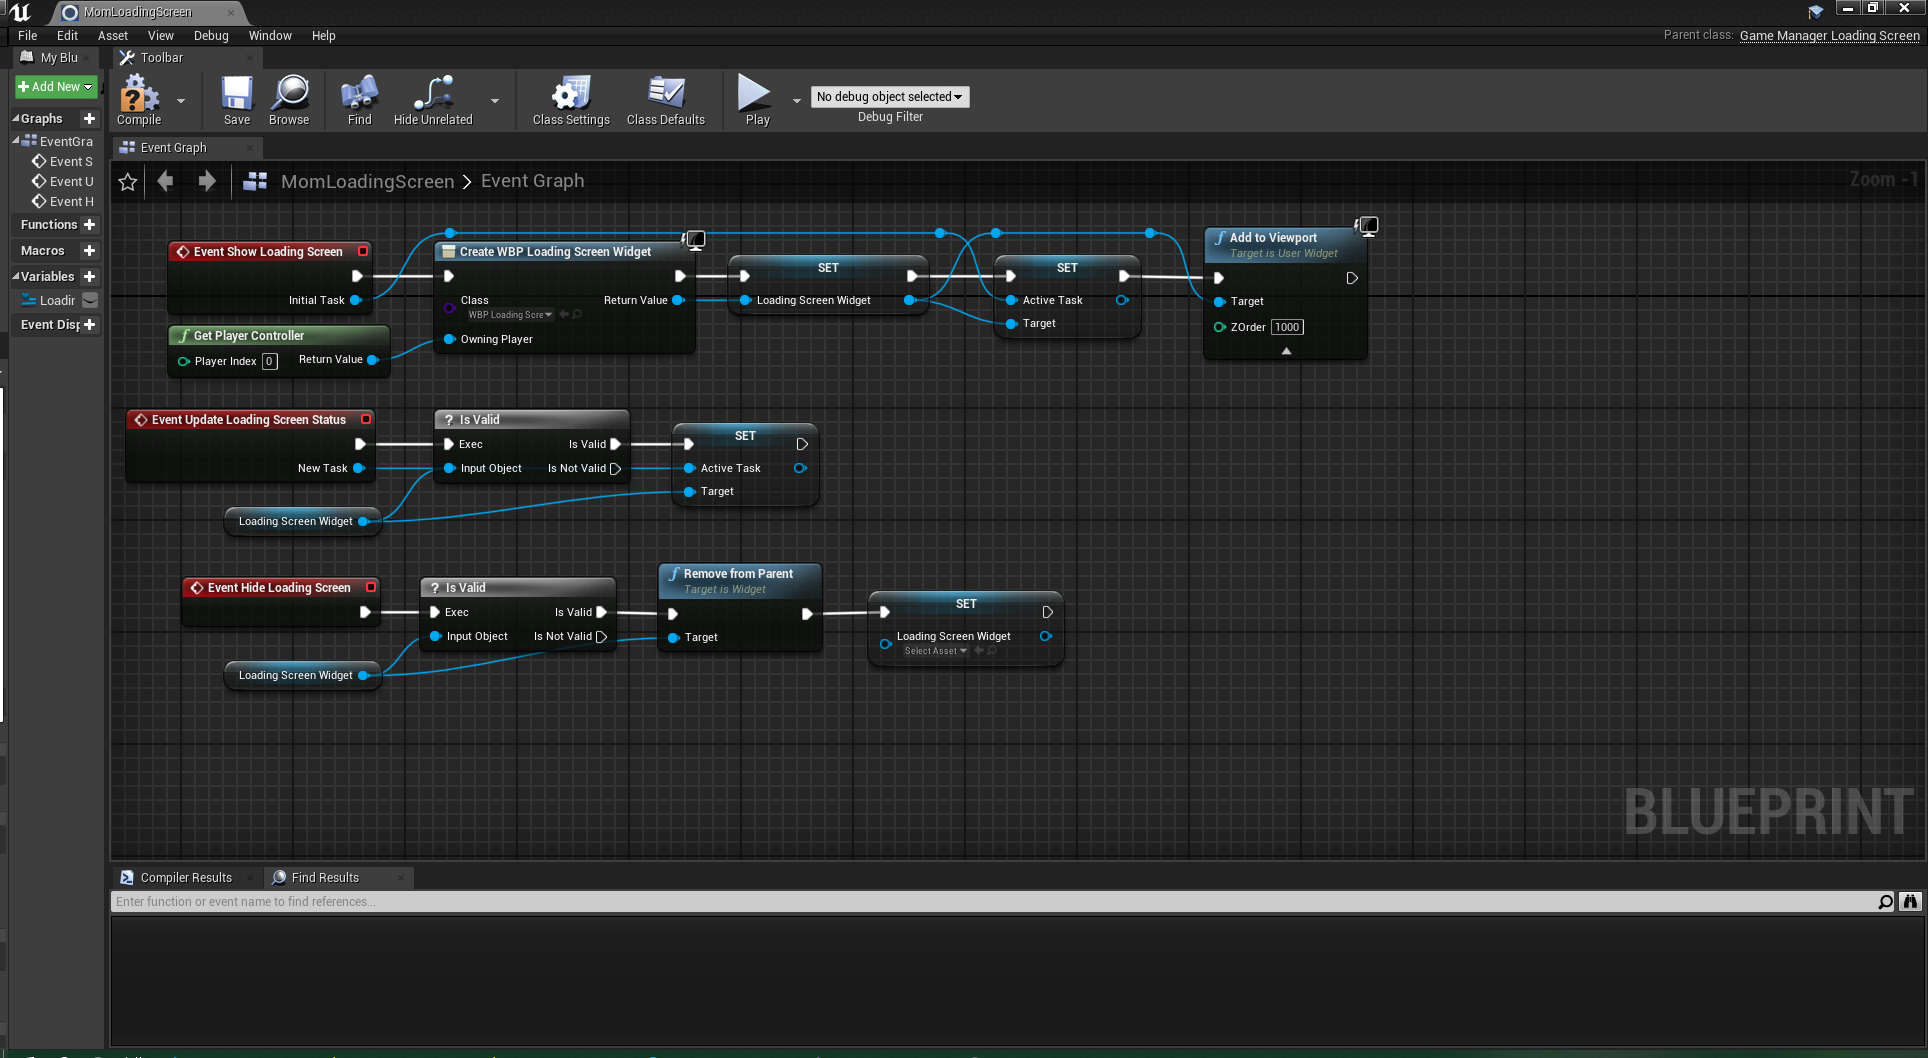 MomLoadingScreen
File Edit Asset View Debug Window Help
Parent class: Game Manager Loading Screen
My Blu
Toolbar
Add New
Compile
Save
Browse
Find
Hide Unrelated
Class Settings
Class Defaults
Play
No debug object selected
Debug Filter
Graphs
EventGra
Event S
Event U
Event H
Functions
Macros
Variables
Loadir
Event Disp
Event Graph
MomLoadingScreen > Event Graph
Zoom -1
Event Show Loading Screen
Initial Task
Get Player Controller
Player Index 0
Return Value
Create WBP Loading Screen Widget
Class
WBP Loading Scre
Return Value
Owning Player
SET
Loading Screen Widget
SET
Active Task
Target
Add to Viewport
Target is User Widget
Target
ZOrder 1000
Event Update Loading Screen Status
New Task
Loading Screen Widget
? Is Valid
Exec
Is Valid
Input Object
Is Not Valid
SET
Active Task
Target
Event Hide Loading Screen
Loading Screen Widget
? Is Valid
Exec
Is Valid
Input Object
Is Not Valid
Remove from Parent
Target is Widget
Target
SET
Loading Screen Widget
Select Asset
BLUEPRINT
Compiler Results
Find Results
Enter function or event name to find references...